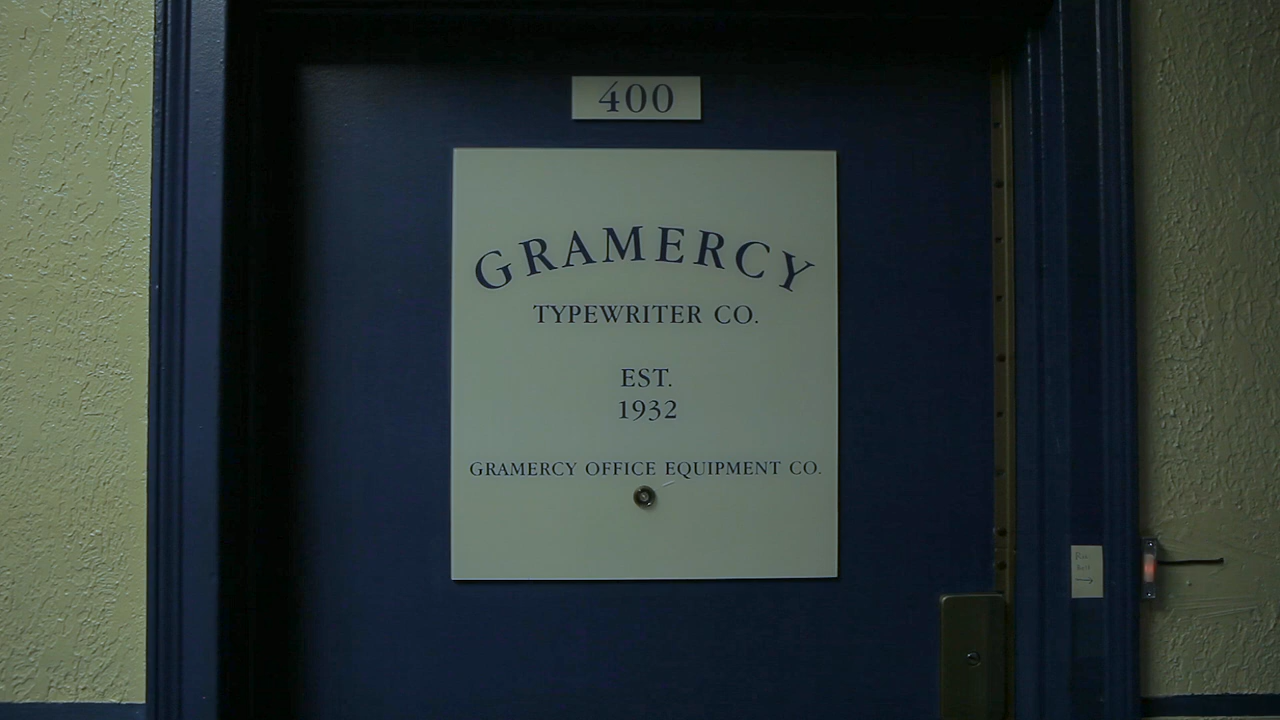 400
GRAMERCY
TYPEWRITER CO.
EST.
1932
GRAMERCY OFFICE EQUIPMENT CO.